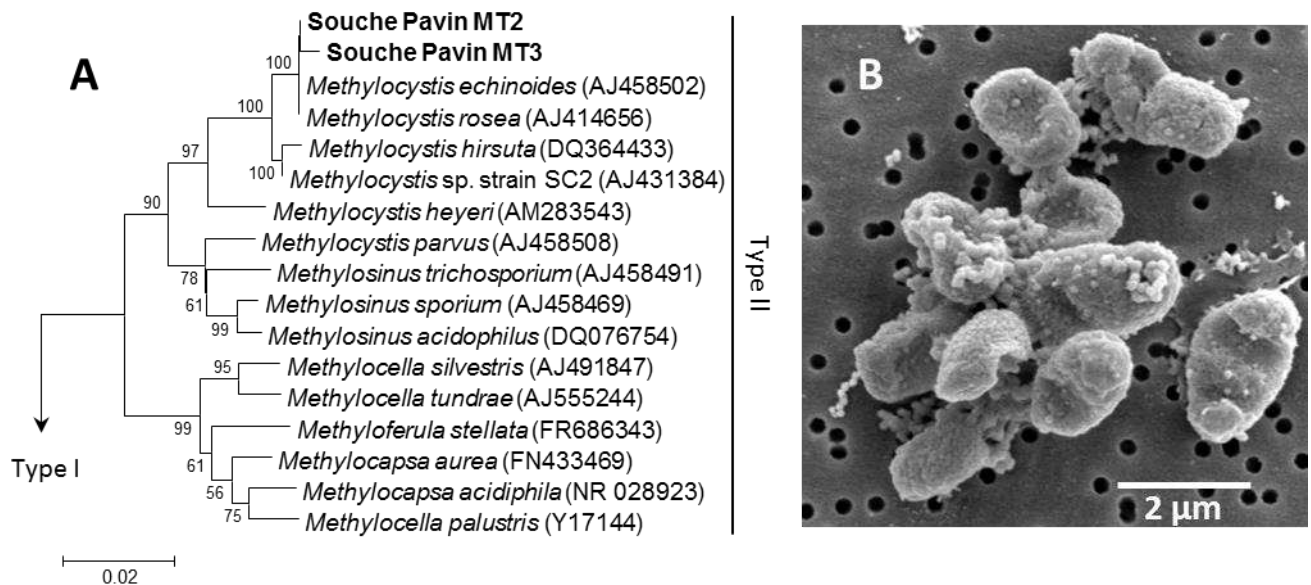 A
Souche Pavin MT2
Souche Pavin MT3
100
Methylocystis echinoides (AJ458502)
100
Methylocystis rosea (AJ414656)
97
Methylocystis hirsuta (DQ364433)
100
Methylocystis sp. strain SC2 (AJ431384)
90
Methylocystis heyeri (AM283543)
Methylocystis parvus (AJ458508)
78
Methylosinus trichosporium (AJ458491)
61
Methylosinus sporium (AJ458469)
99
Methylosinus acidophilus (DQ076754)
95
Methylocella silvestris (AJ491847)
Methylocella tundrae (AJ555244)
99
Methyloferula stellata (FR686343)
61
Methylocapsa aurea (FN433469)
56
Methylocapsa acidiphila (NR 028923)
75
Methylocella palustris (Y17144)
Type I
0.02
Type II
B
2 µm